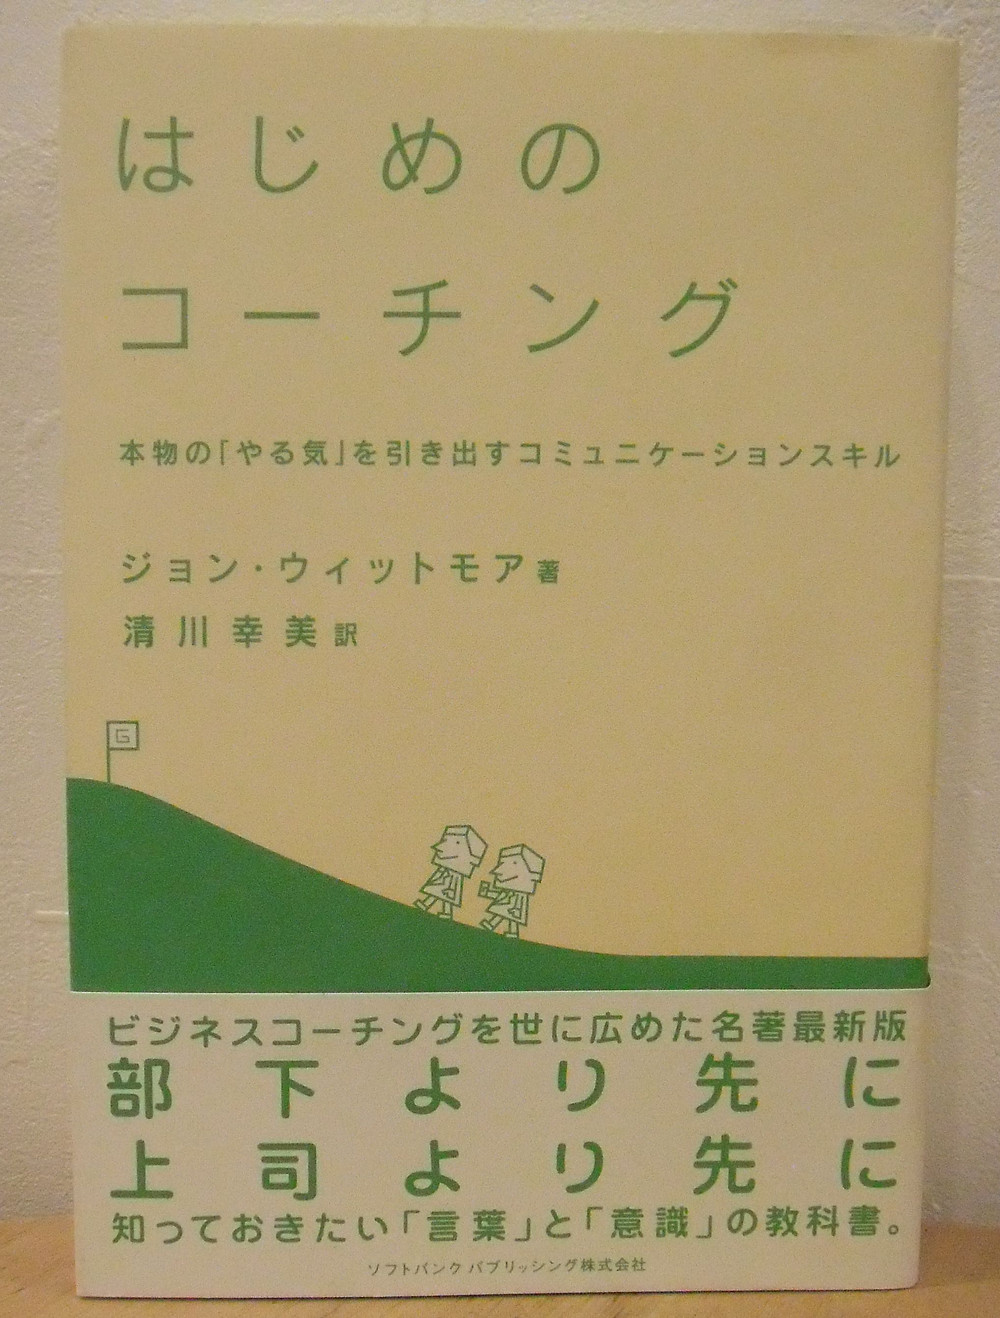 はじめの
コーチング
本物の「やる気」を引き出すコミュニケーションスキル
ジョン・ウィットモア 著
清川幸美 訳
G
ビジネスコーチングを世に広めた名著最新版
部下より先に
上司より先に
知っておきたい「言葉」と「意識」の教科書。
ソフトバンク パブリッシング株式会社